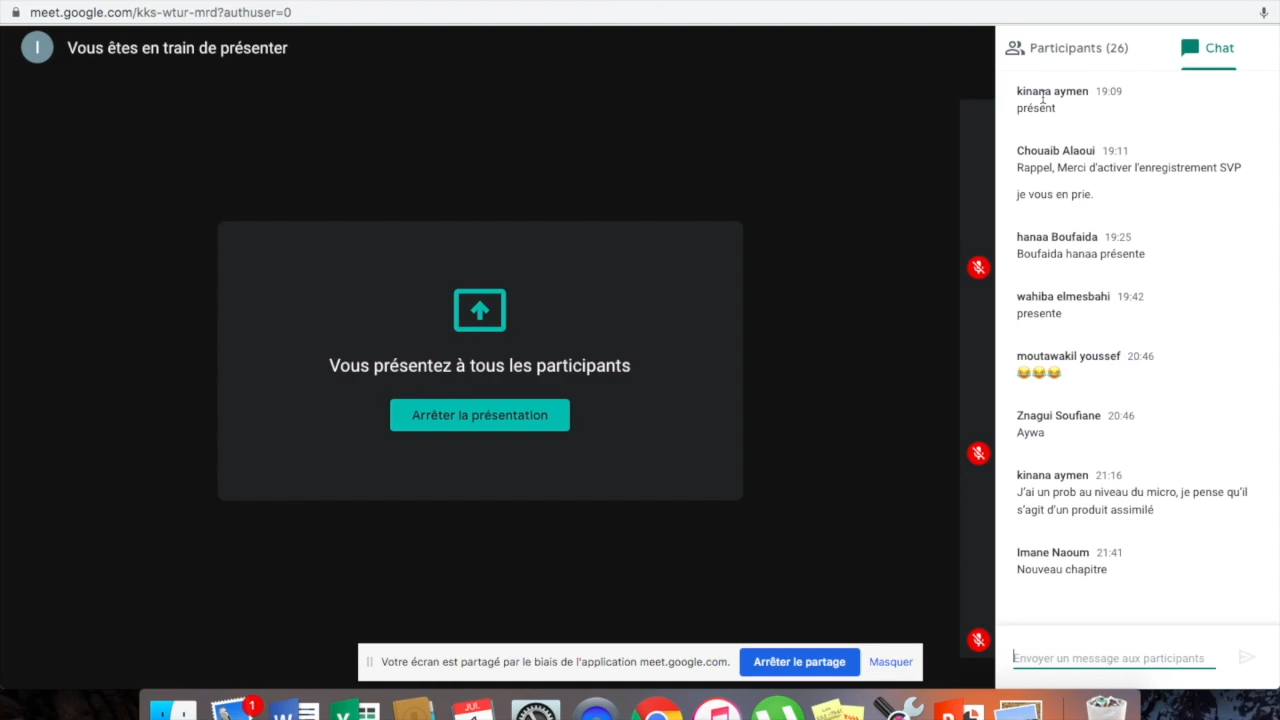 meet.google.com/kks-wtur-mrd?authuser=0
I
Vous êtes en train de présenter
Vous présentez à tous les participants
Arrêter la présentation
Votre écran est partagé par le biais de l'application meet.google.com.
Arrêter le partage
Masquer
Participants (26)
Chat
kinana aymen 19:09
présent
Chouaib Alaoui 19:11
Rappel, Merci d'activer l'enregistrement SVP
je vous en prie.
hanaa Boufaida 19:25
Boufaida hanaa présente
wahiba elmesbahi 19:42
presente
moutawakil youssef 20:46
😂😂😂
Znagui Soufiane 20:46
Aywa
kinana aymen 21:16
J'ai un prob au niveau du micro, je pense qu'il
s'agit d'un produit assimilé
Imane Naoum 21:41
Nouveau chapitre
Envoyer un message aux participants
1
JUL